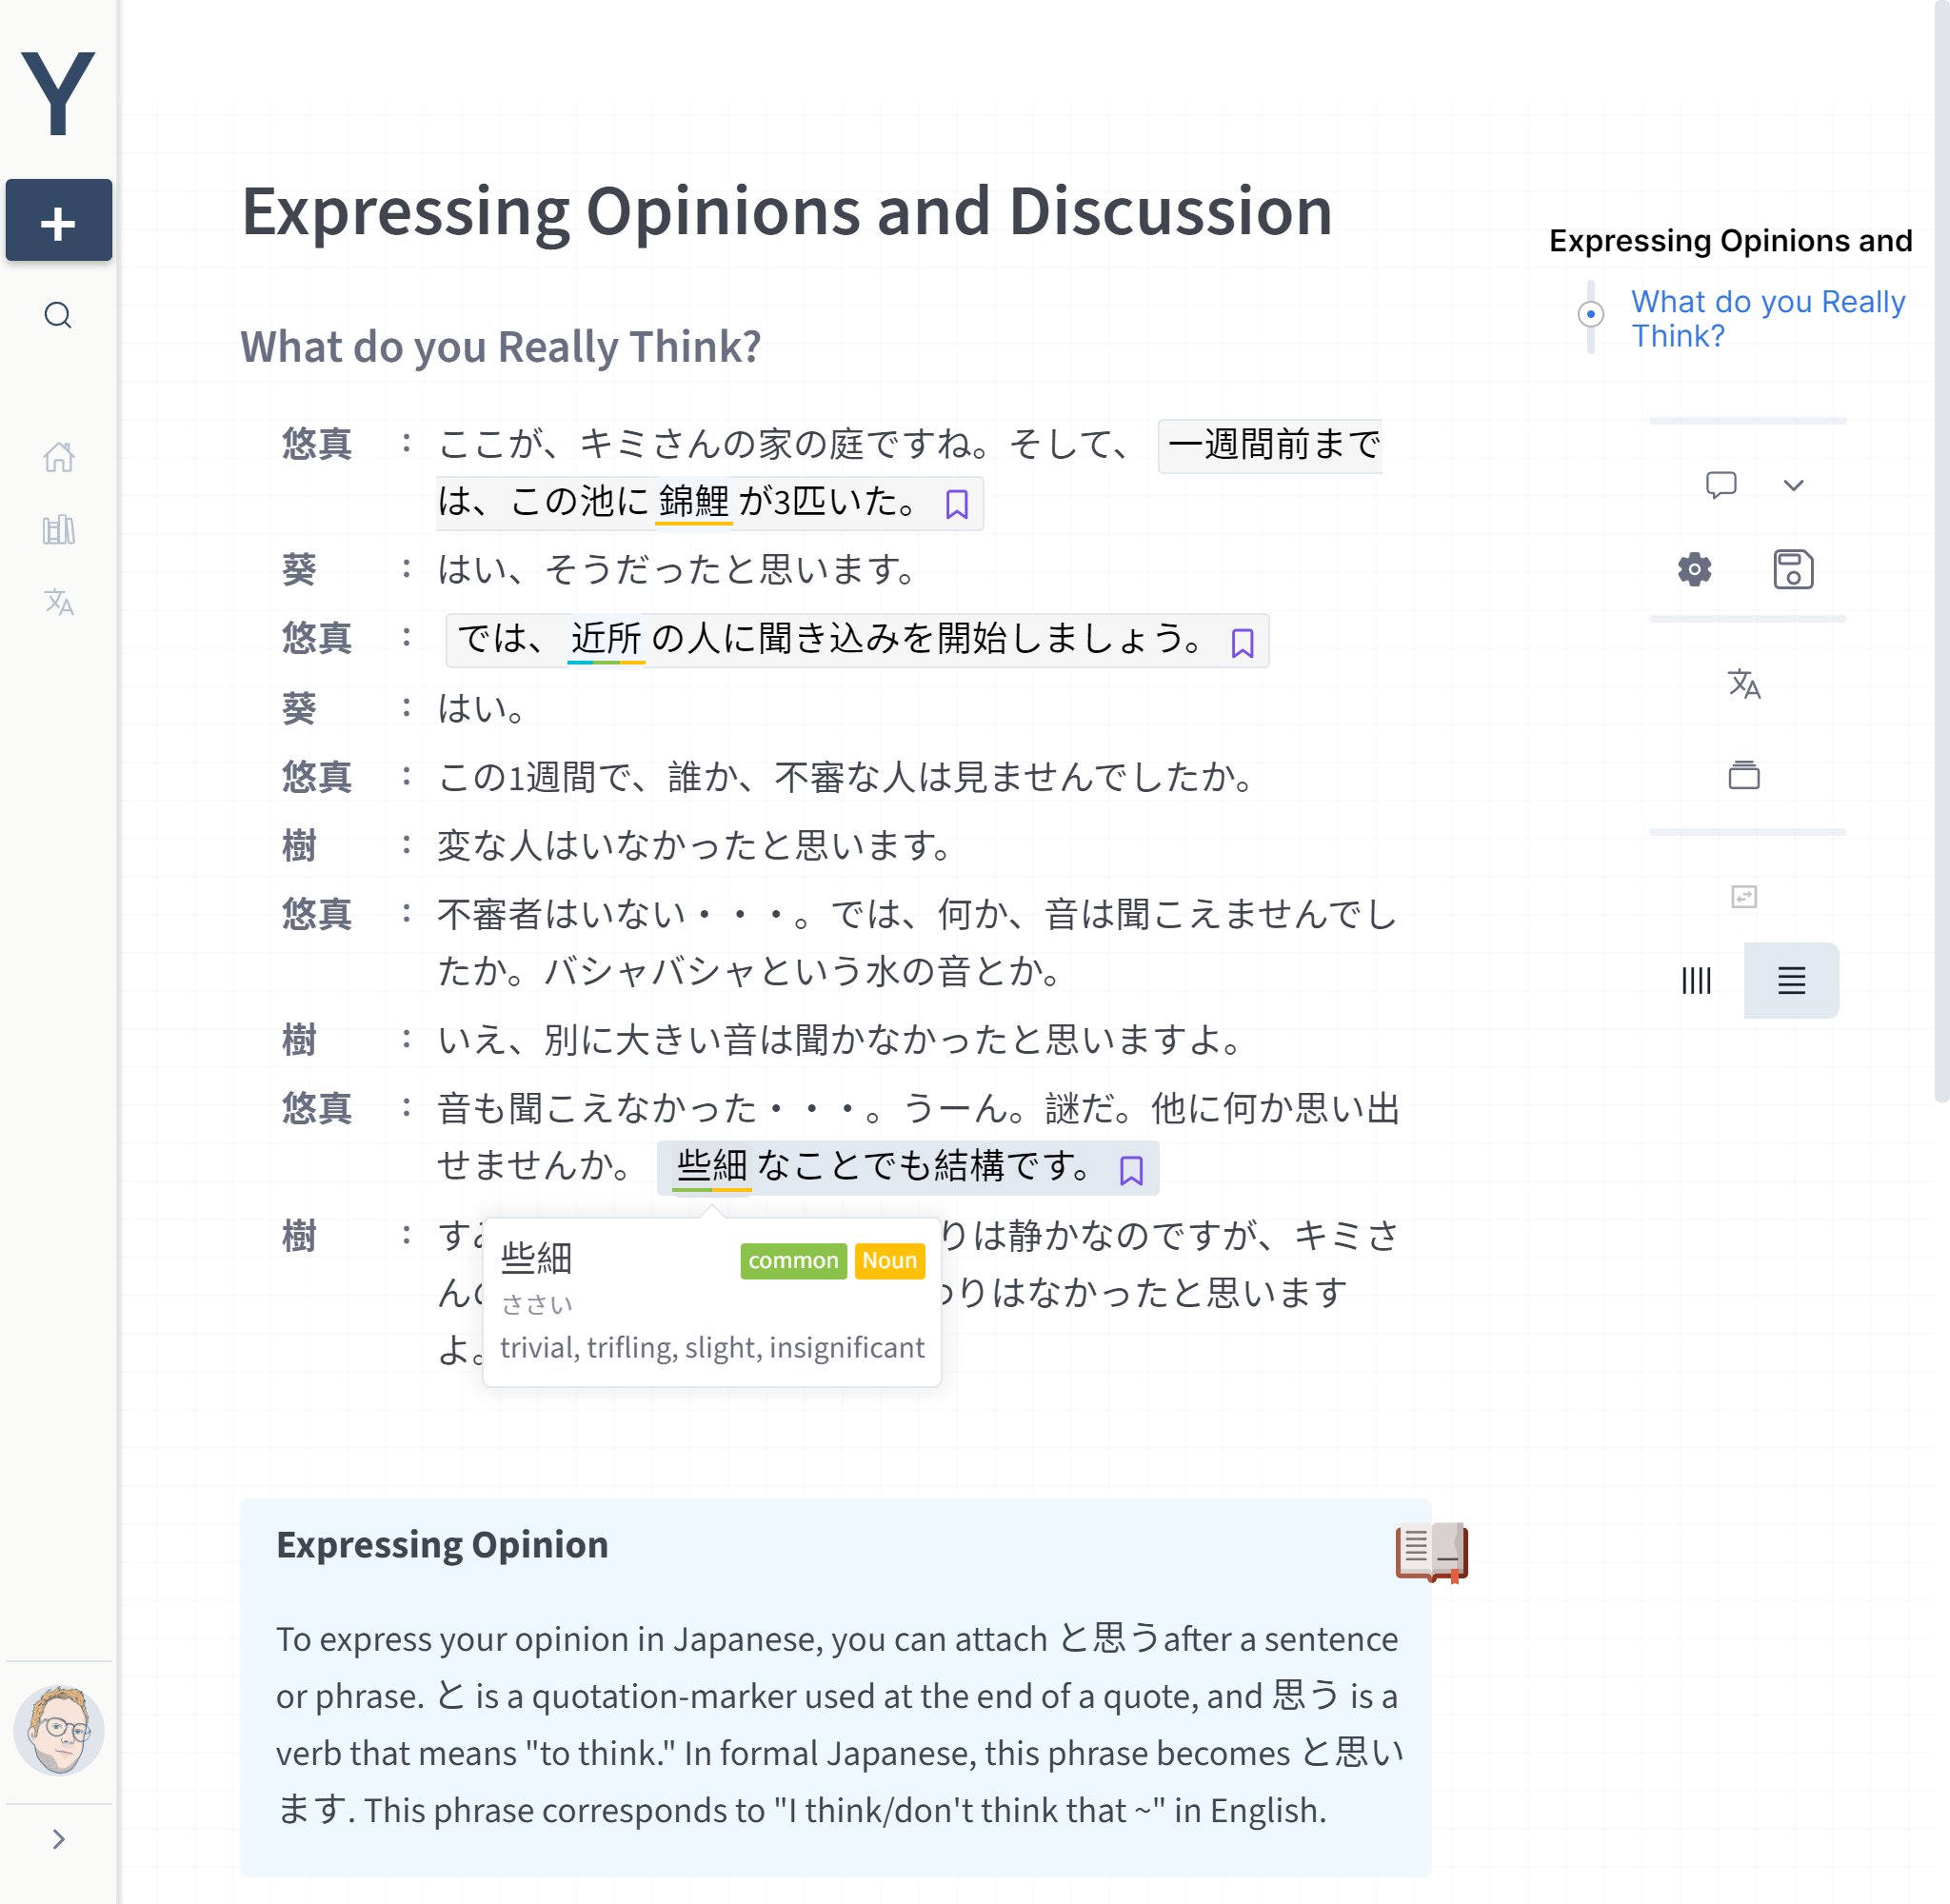 Y
Expressing Opinions and Discussion
Expressing Opinions and
What do you Really
Think?
What do you Really Think?
悠真 : ここが、キミさんの家の庭ですね。そして、 一週間前まで
は、この池に 錦鯉 が3匹いた。
葵 : はい、そうだったと思います。
悠真 : では、 近所 の人に聞き込みを開始しましょう。
葵 : はい。
悠真 : この1週間で、誰か、不審な人は見ませんでしたか。
樹 : 変な人はいなかったと思います。
悠真 : 不審者はいない・・・。では、何か、音は聞こえませんでし
たか。バシャバシャという水の音とか。
樹 : いえ、別に大きい音は聞かなかったと思いますよ。
悠真 : 音も聞こえなかった・・・。うーん。謎だ。他に何か思い出
せませんか。 些細 なことでも結構です。
樹 : す りは静かなのですが、キミさ
ん わりはなかったと思います
よ。
些細 common Noun
ささい
trivial, trifling, slight, insignificant
Expressing Opinion
To express your opinion in Japanese, you can attach と思うafter a sentence
or phrase. と is a quotation-marker used at the end of a quote, and 思う is a
verb that means "to think." In formal Japanese, this phrase becomes と思い
ます. This phrase corresponds to "I think/don't think that ~" in English.